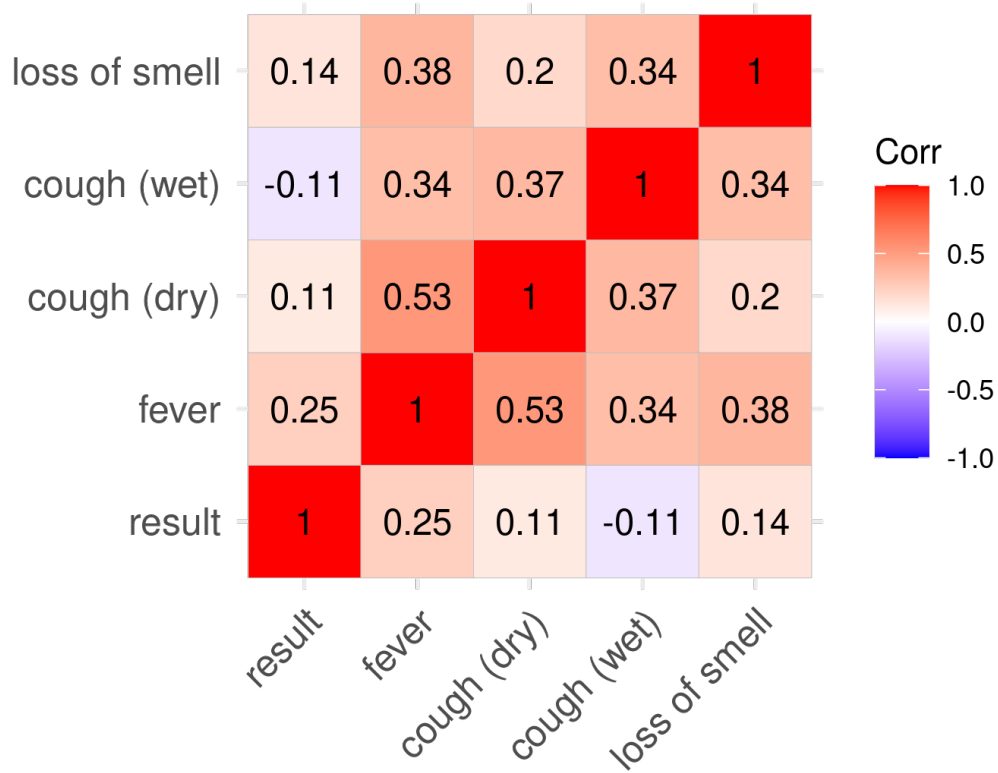 loss of smell 0.14 0.38 0.2 0.34 1
cough (wet) -0.11 0.34 0.37 1 0.34
cough (dry) 0.11 0.53 1 0.37 0.2
fever 0.25 1 0.53 0.34 0.38
result 1 0.25 0.11 -0.11 0.14
result fever cough (dry) cough (wet) loss of smell
Corr
1.0
0.5
0.0
-0.5
-1.0